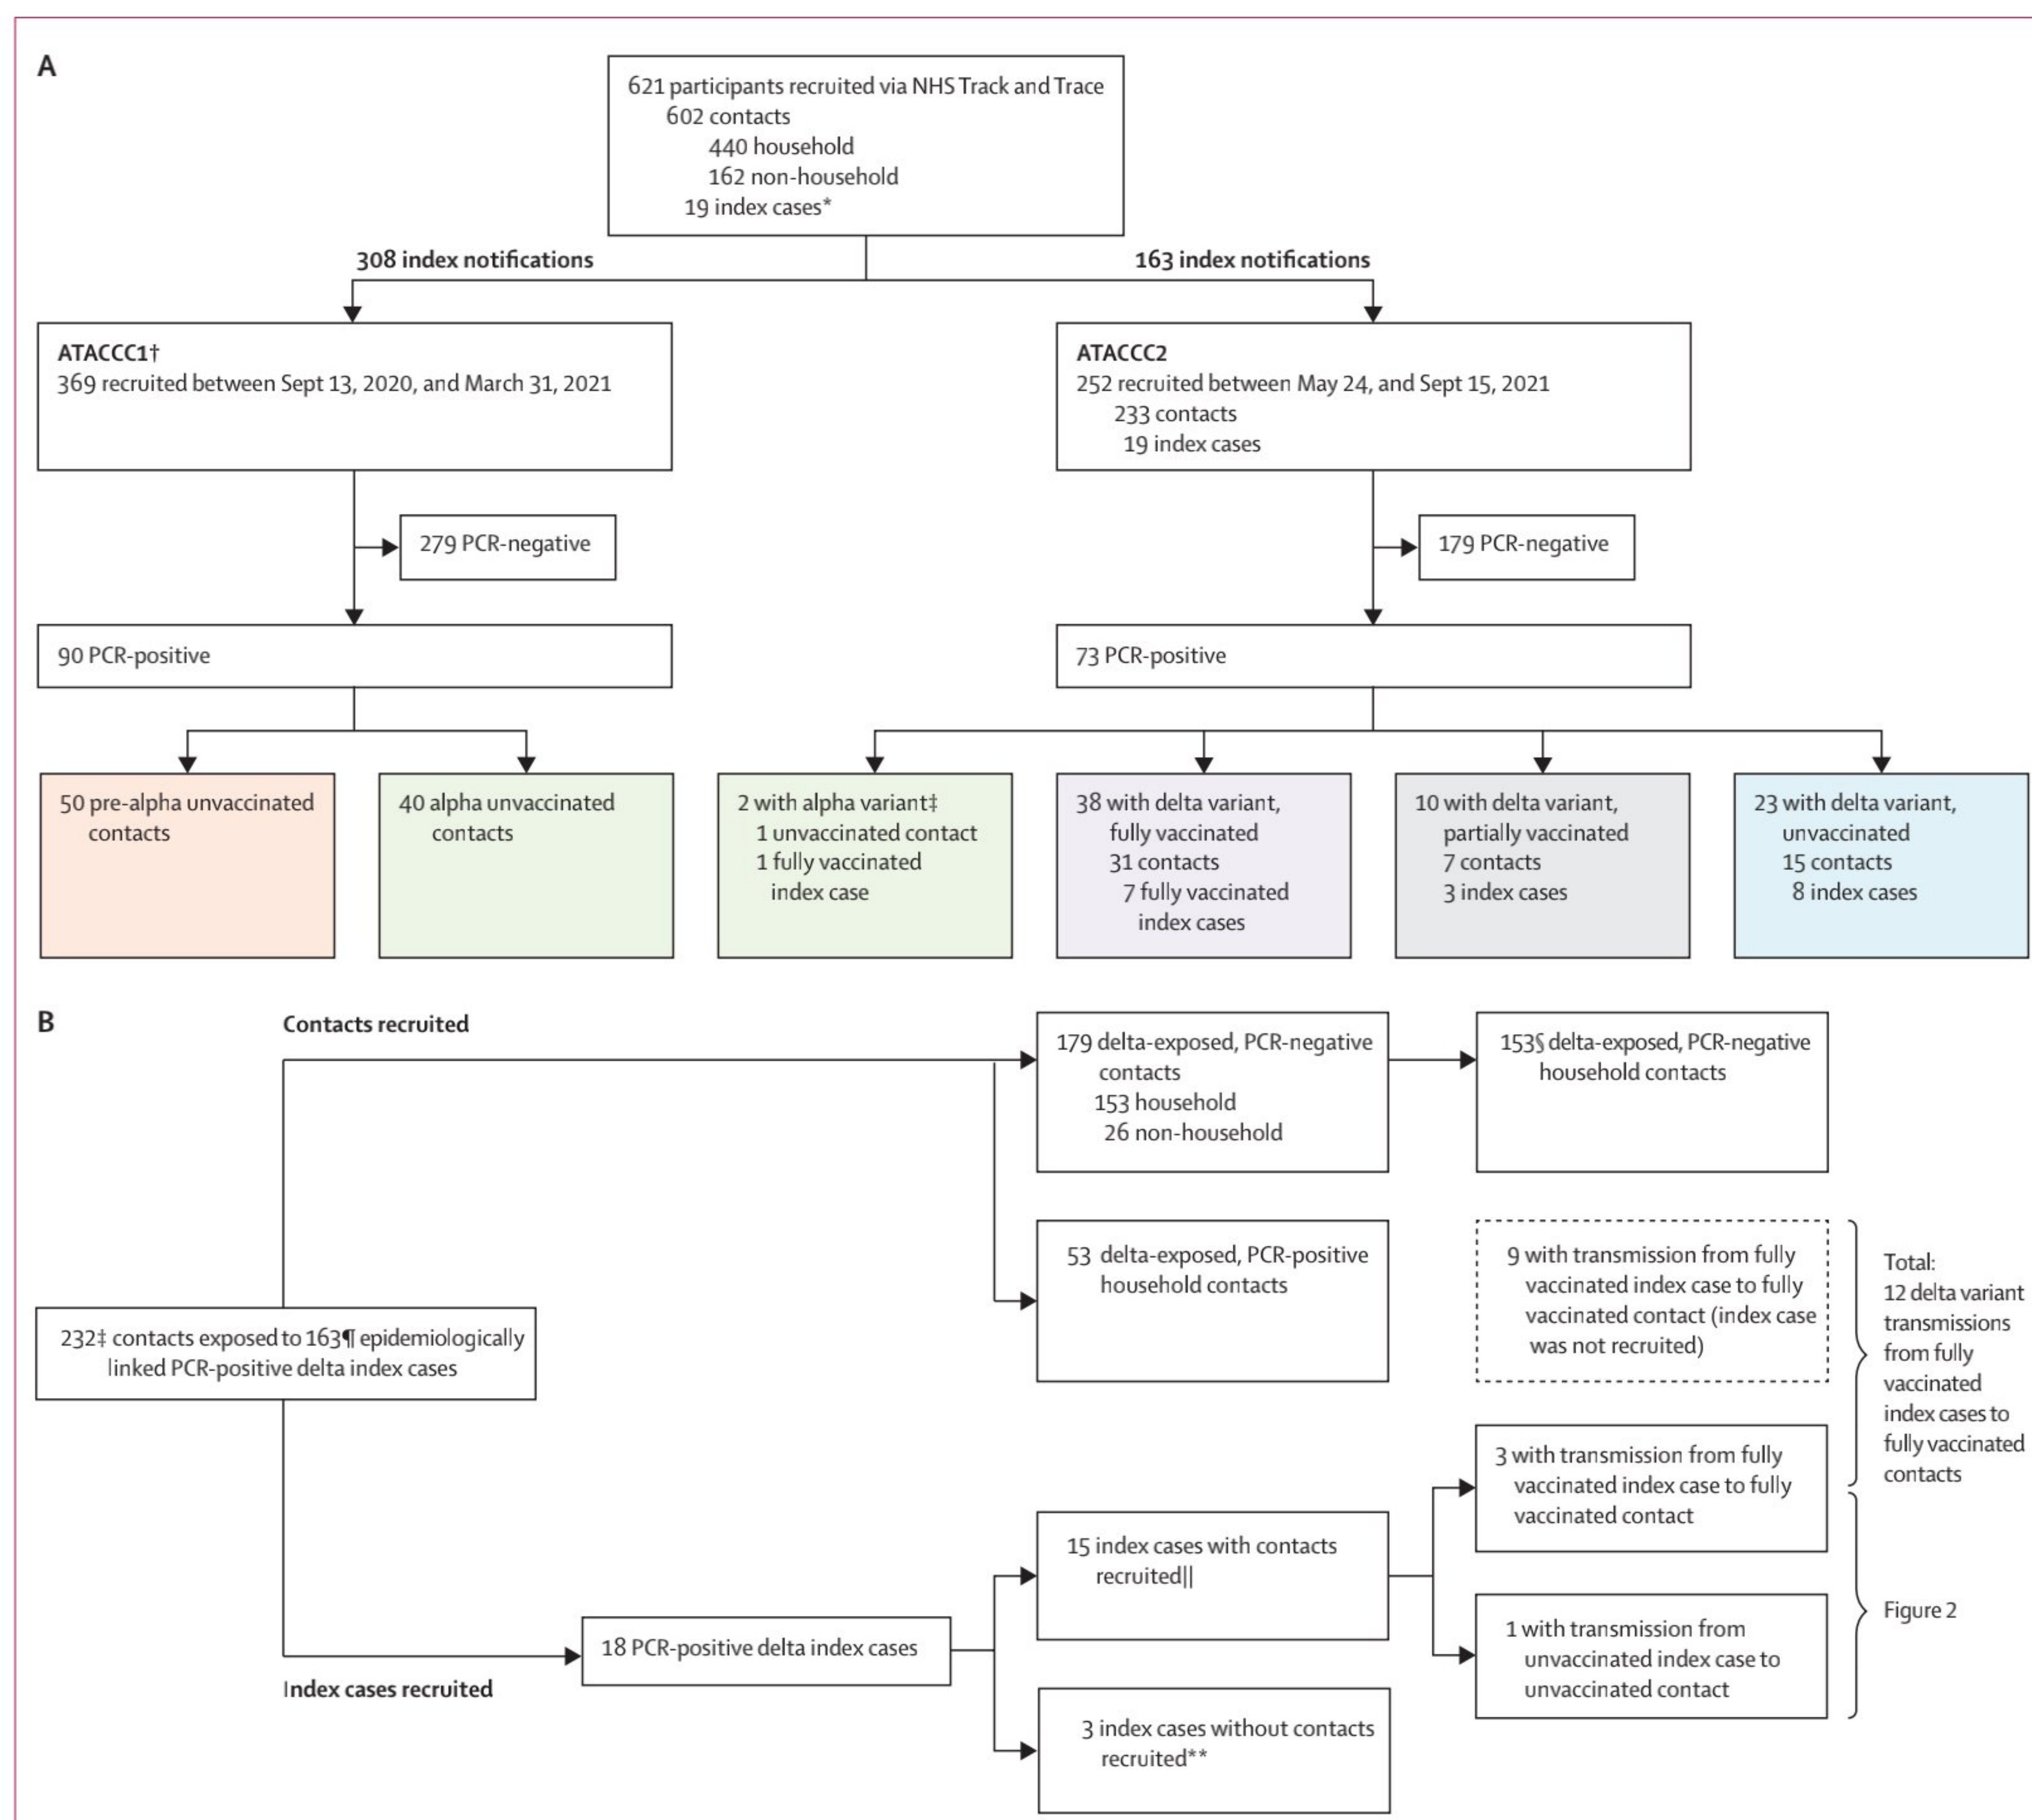 A
621 participants recruited via NHS Track and Trace
602 contacts
440 household
162 non-household
19 index cases*
308 index notifications
163 index notifications
ATACCC1†
369 recruited between Sept 13, 2020, and March 31, 2021
ATACCC2
252 recruited between May 24, and Sept 15, 2021
233 contacts
19 index cases
279 PCR-negative
179 PCR-negative
90 PCR-positive
73 PCR-positive
50 pre-alpha unvaccinated
contacts
40 alpha unvaccinated
contacts
2 with alpha variant‡
1 unvaccinated contact
1 fully vaccinated
index case
38 with delta variant,
fully vaccinated
31 contacts
7 fully vaccinated
index cases
10 with delta variant,
partially vaccinated
7 contacts
3 index cases
23 with delta variant,
unvaccinated
15 contacts
8 index cases
B
Contacts recruited
179 delta-exposed, PCR-negative
contacts
153 household
26 non-household
153§ delta-exposed, PCR-negative
household contacts
53 delta-exposed, PCR-positive
household contacts
9 with transmission from fully
vaccinated index case to fully
vaccinated contact (index case
was not recruited)
Total:
12 delta variant
transmissions
from fully
vaccinated
index cases to
fully vaccinated
contacts
232‡ contacts exposed to 163¶ epidemiologically
linked PCR-positive delta index cases
3 with transmission from fully
vaccinated index case to fully
vaccinated contact
15 index cases with contacts
recruited||
1 with transmission from
unvaccinated index case to
unvaccinated contact
Figure 2
18 PCR-positive delta index cases
Index cases recruited
3 index cases without contacts
recruited**